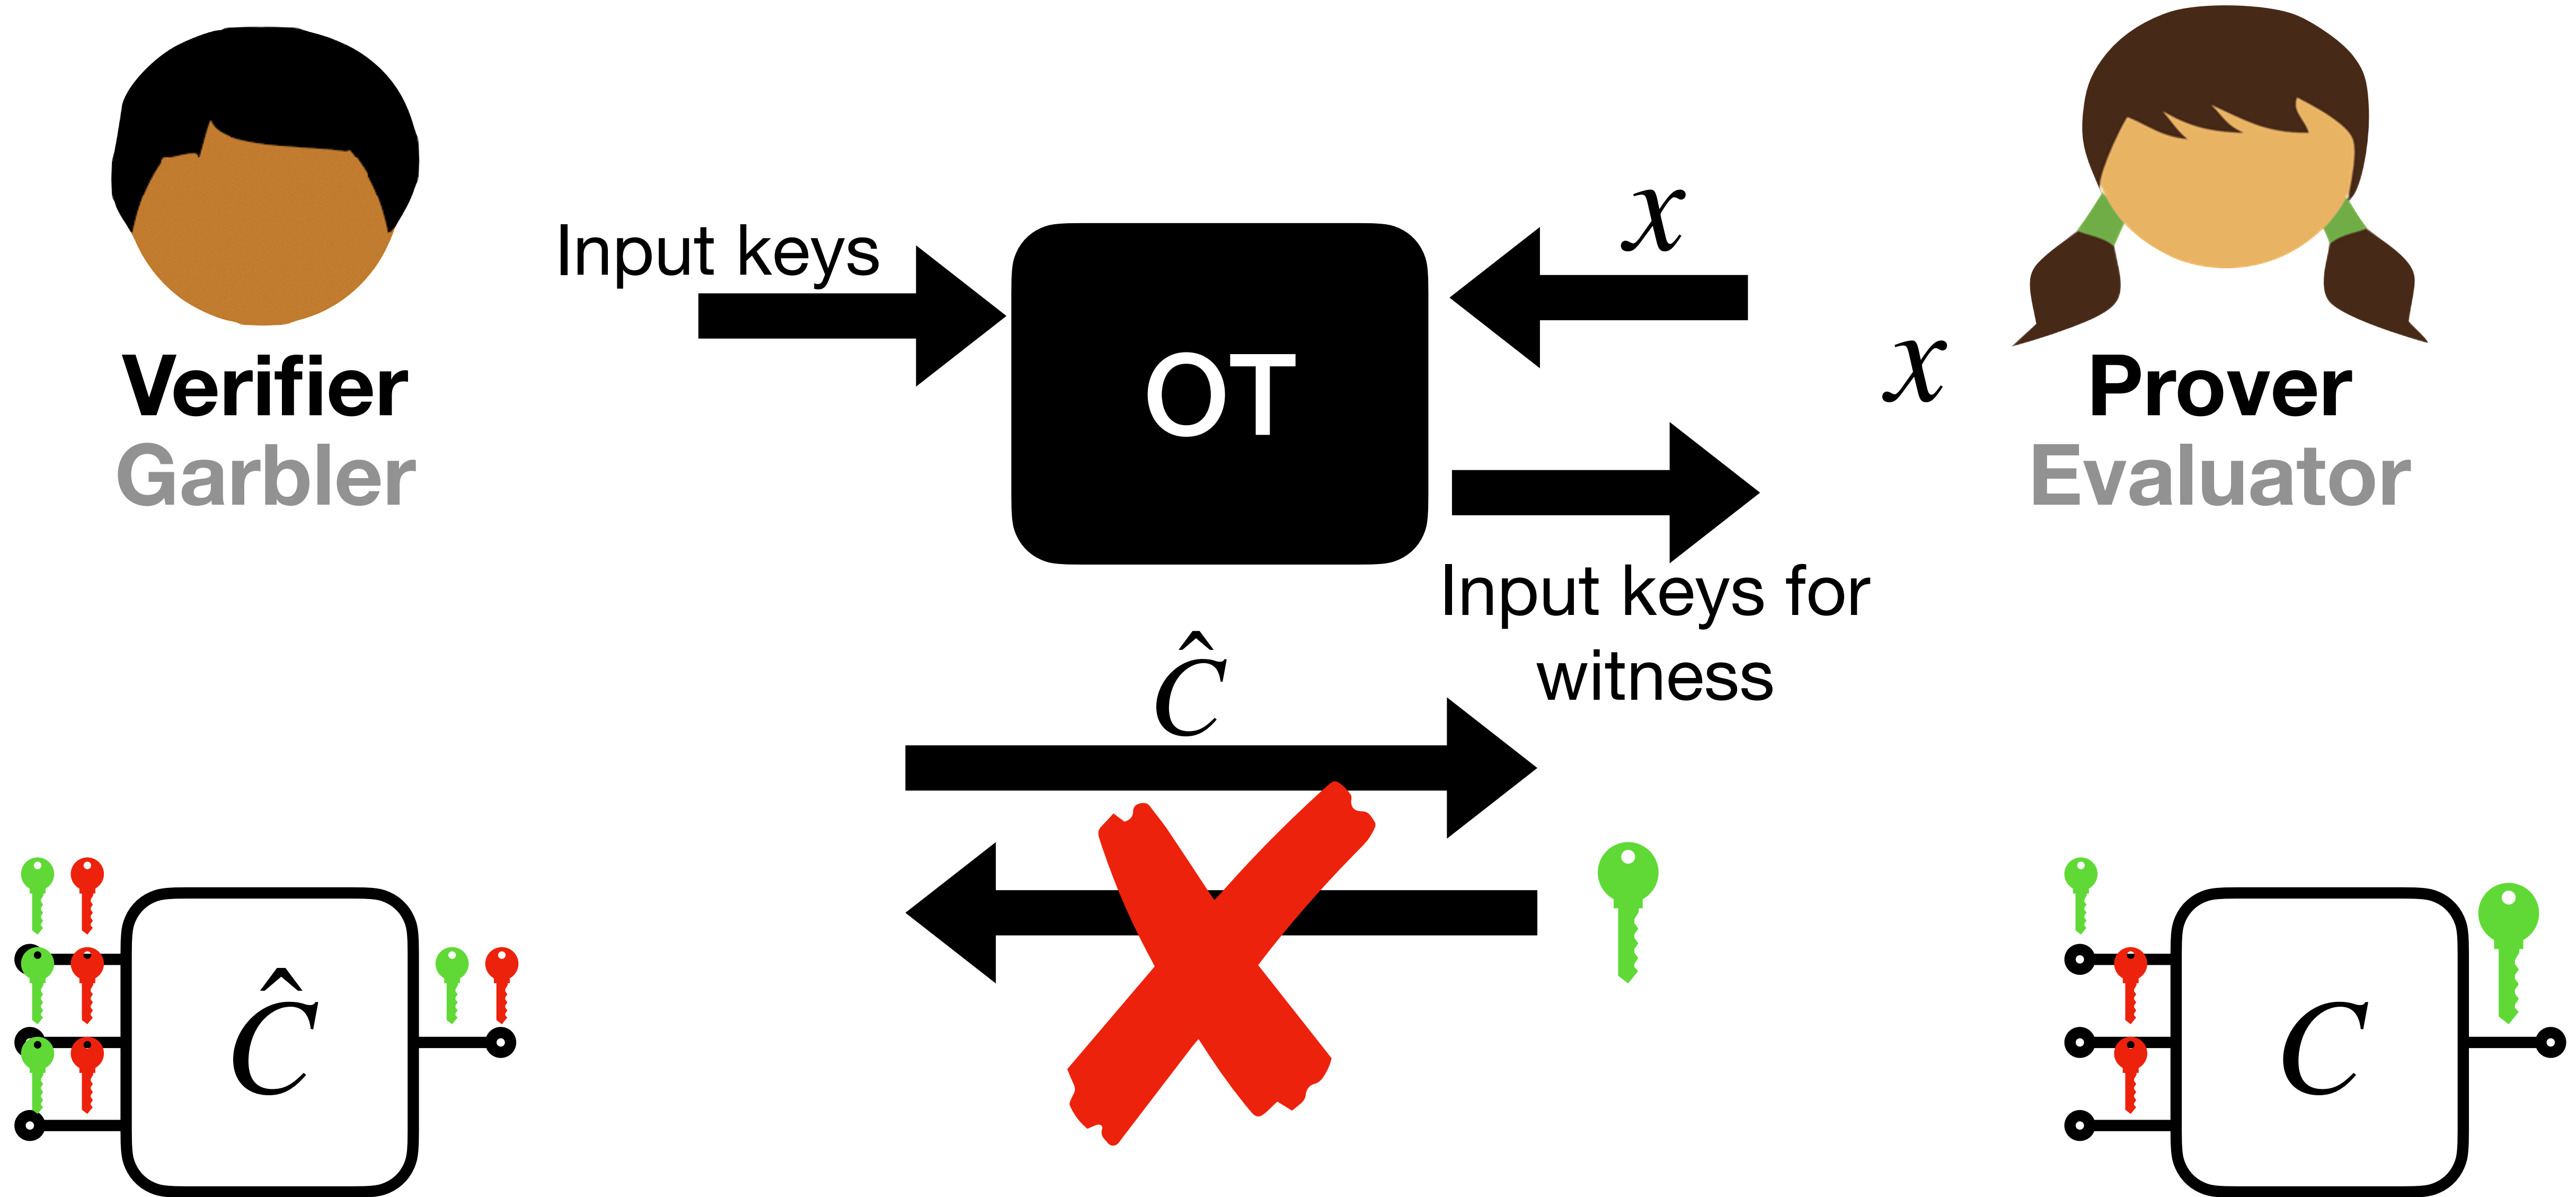 Input keys
x
OT
x
Verifier
Garbler
Prover
Evaluator
Input keys for
witness
Ĉ
Ĉ
C